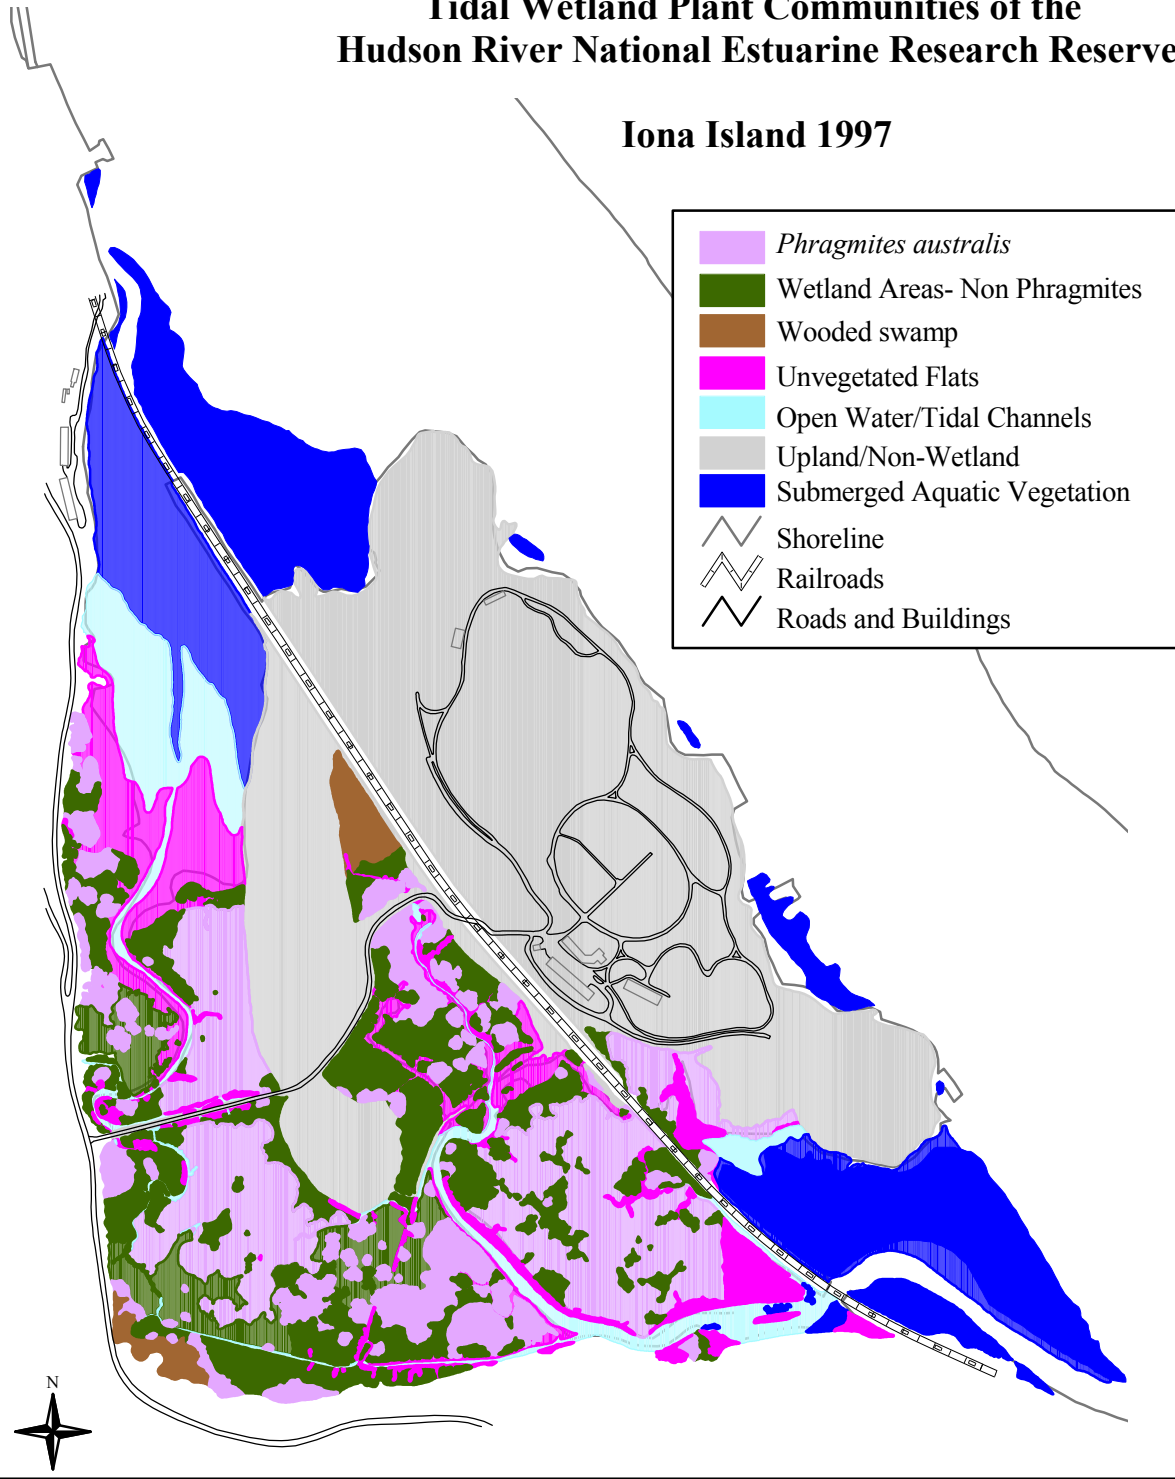 Tidal Wetland Plant Communities of the
Hudson River National Estuarine Research Reserve
Iona Island 1997
Phragmites australis
Wetland Areas- Non Phragmites
Wooded swamp
Unvegetated Flats
Open Water/Tidal Channels
Upland/Non-Wetland
Submerged Aquatic Vegetation
Shoreline
Railroads
Roads and Buildings
N